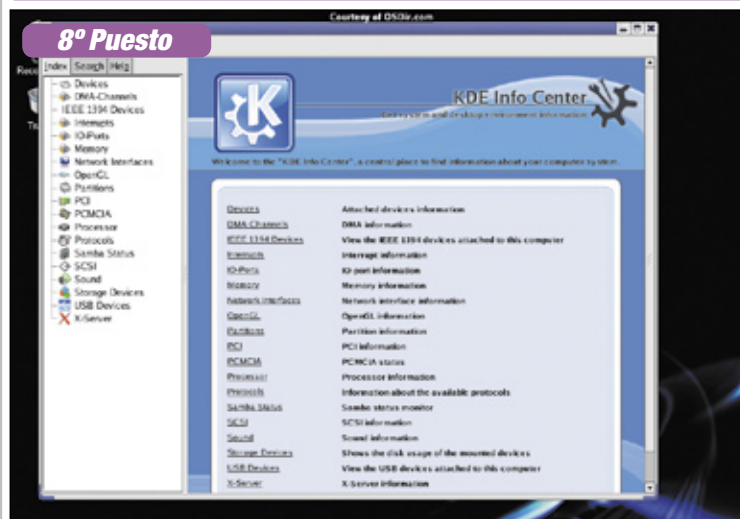 Courtesy of OSDir.com
8º Puesto
Index Search Help
Devices
DMA-Channels
IEEE 1394 Devices
Interrupts
IO-Ports
Memory
Network Interfaces
OpenGL
Partitions
PCI
PCMCIA
Processor
Protocols
Samba Status
SCSI
Sound
Storage Devices
USB Devices
X-Server
KDE Info Center
Get system and desktop environment information
Welcome to the "KDE Info Center", a central place to find information about your computer system.
Devices Attached devices information
DMA-Channels DMA information
IEEE 1394 Devices View the IEEE 1394 devices attached to this computer
Interrupts Interrupt information
IO-Ports IO-port information
Memory Memory information
Network Interfaces Network interface information
OpenGL OpenGL information
Partitions Partition information
PCI PCI information
PCMCIA PCMCIA status
Processor Processor information
Protocols Information about the available protocols
Samba Status Samba status monitor
SCSI SCSI information
Sound Sound information
Storage Devices Shows the disk usage of the mounted devices
USB Devices View the USB devices attached to this computer
X-Server X-Server information